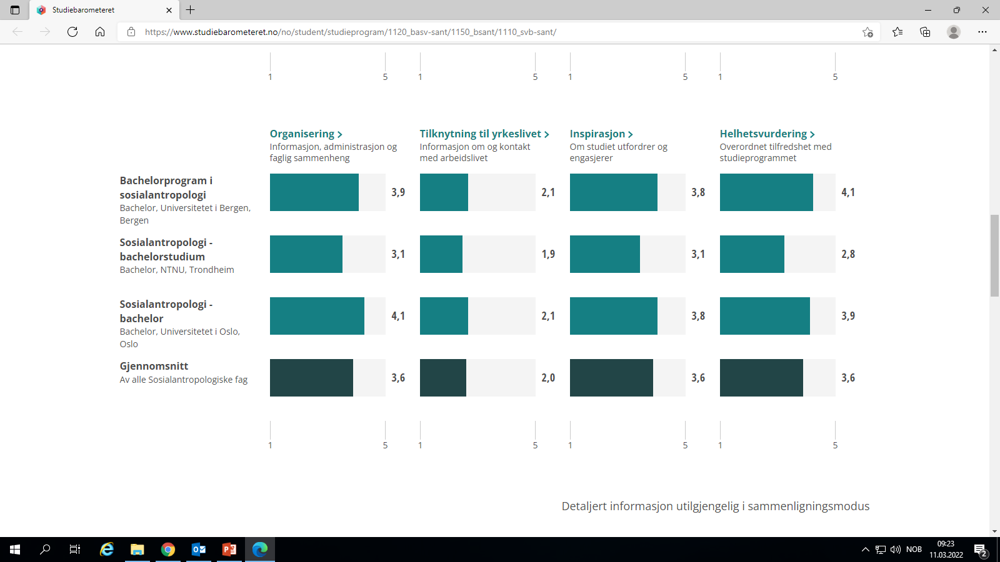 Studiebarometeret
https://www.studiebarometeret.no/no/student/studieprogram/1120_basv-sant/1150_bsant/1110_svb-sant/
1 5 1 5 1 5 1 5
Organisering > Tilknytning til yrkeslivet > Inspirasjon > Helhetsvurdering >
Informasjon, administrasjon og Informasjon om og kontakt Om studiet utfordrer og Overordnet tilfredshet med
faglig sammenheng med arbeidslivet engasjerer studieprogrammet
Bachelorprogram i
sosialantropologi
3,9 2,1 3,8 4,1
Bachelor, Universitetet i Bergen,
Bergen
Sosialantropologi -
bachelorstudium
3,1 1,9 3,1 2,8
Bachelor, NTNU, Trondheim
Sosialantropologi -
bachelor
4,1 2,1 3,8 3,9
Bachelor, Universitetet i Oslo,
Oslo
Gjennomsnitt
Av alle Sosialantropologiske fag
3,6 2,0 3,6 3,6
1 5 1 5 1 5 1 5
Detaljert informasjon utilgjengelig i sammenligningsmodus
NOB
09:23
11.03.2022
2